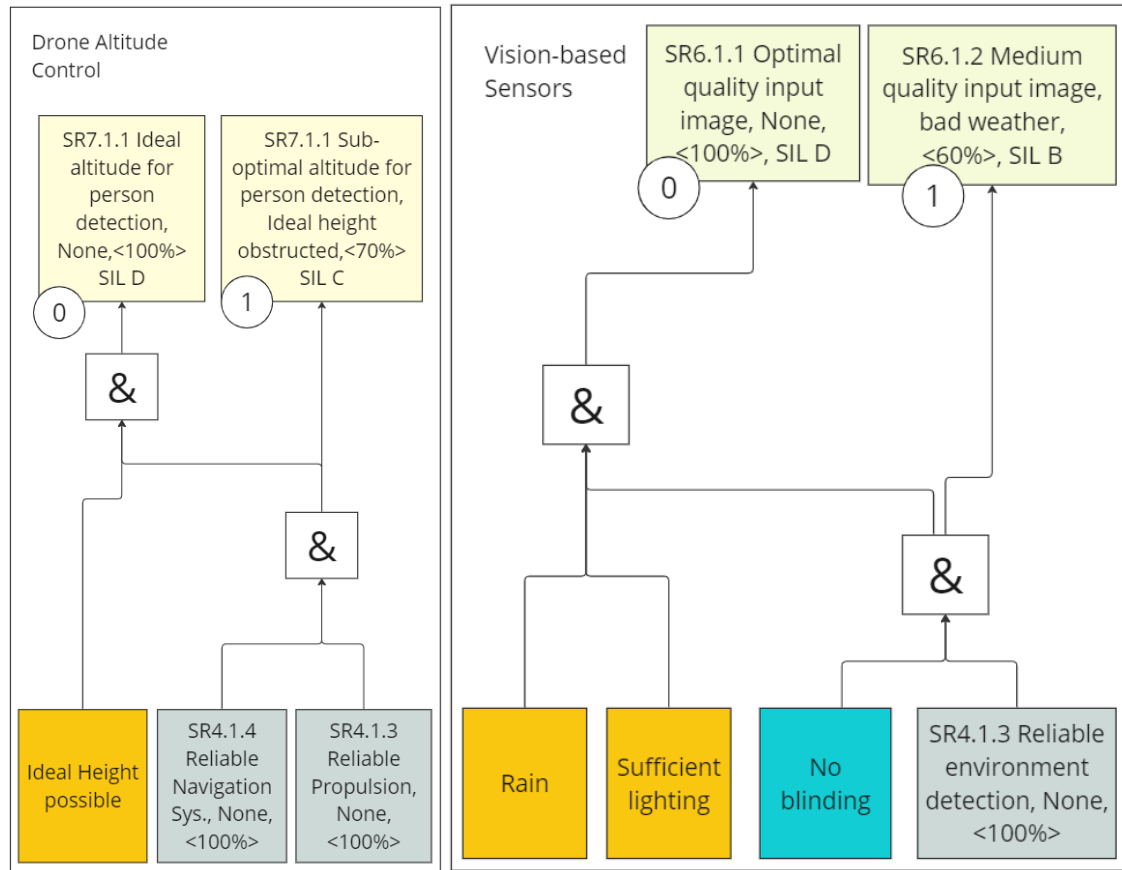 Drone Altitude
Control
SR7.1.1 Ideal
altitude for
person
detection,
None,<100%>
SIL D
0
SR7.1.1 Sub-
optimal altitude for
person detection,
Ideal height
obstructed,<70%>
SIL C
1
&
&
Ideal Height
possible
SR4.1.4
Reliable
Navigation
Sys., None,
<100%>
SR4.1.3
Reliable
Propulsion,
None,
<100%>
Vision-based
Sensors
SR6.1.1 Optimal
quality input
image, None,
<100%>, SIL D
0
SR6.1.2 Medium
quality input image,
bad weather,
<60%>, SIL B
1
&
&
Rain
Sufficient
lighting
No
blinding
SR4.1.3 Reliable
environment
detection, None,
<100%>